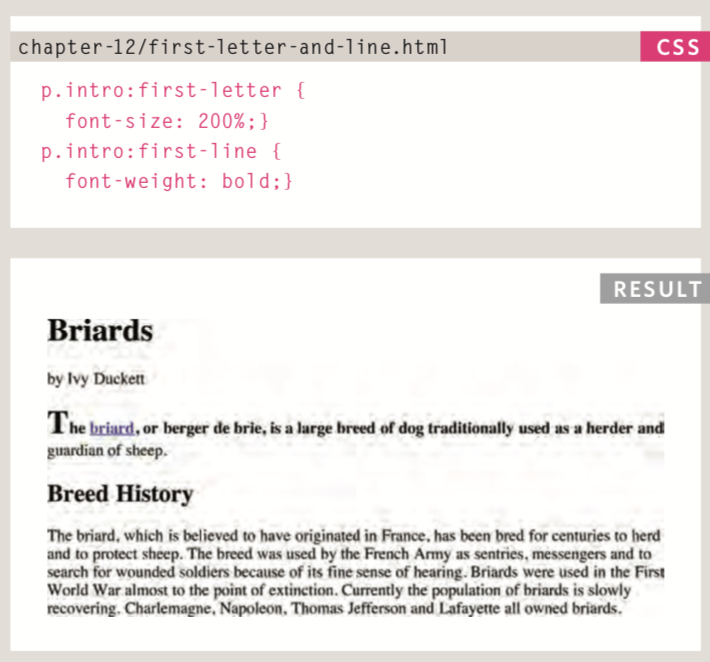 chapter-12/first-letter-and-line.html CSS
p.intro:first-letter {
font-size: 200%;}
p.intro:first-line {
font-weight: bold;}
RESULT
Briards
by Ivy Duckett
The briard, or berger de brie, is a large breed of dog traditionally used as a herder and
guardian of sheep.
Breed History
The briard, which is believed to have originated in France, has been bred for centuries to herd
and to protect sheep. The breed was used by the French Army as sentries, messengers and to
search for wounded soldiers because of its fine sense of hearing. Briards were used in the First
World War almost to the point of extinction. Currently the population of briards is slowly
recovering. Charlemagne, Napoleon, Thomas Jefferson and Lafayette all owned briards.